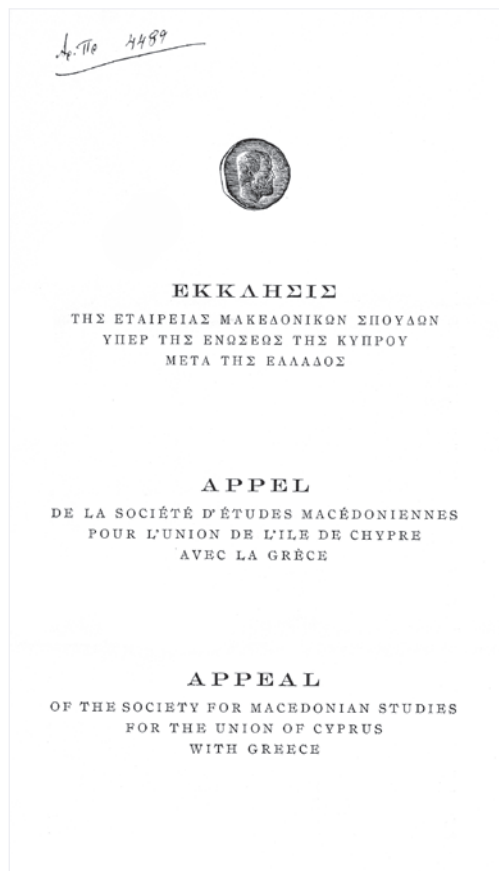 Αρ. Πρ 4489
ΕΚΚΛΗΣΙΣ
ΤΗΣ ΕΤΑΙΡΕΙΑΣ ΜΑΚΕΔΟΝΙΚΩΝ ΣΠΟΥΔΩΝ
ΥΠΕΡ ΤΗΣ ΕΝΩΣΕΩΣ ΤΗΣ ΚΥΠΡΟΥ
ΜΕΤΑ ΤΗΣ ΕΛΛΑΔΟΣ
APPEL
DE LA SOCIÉTÉ D'ÉTUDES MACÉDONIENNES
POUR L'UNION DE L'ILE DE CHYPRE
AVEC LA GRÈCE
APPEAL
OF THE SOCIETY FOR MACEDONIAN STUDIES
FOR THE UNION OF CYPRUS
WITH GREECE